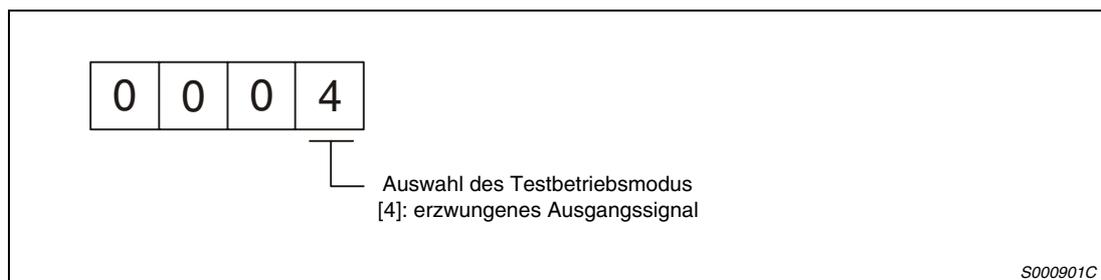 0 0 0 4
Auswahl des Testbetriebsmodus
[4]: erzwungenes Ausgangssignal
S000901C